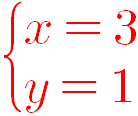 x = 3
y = 1